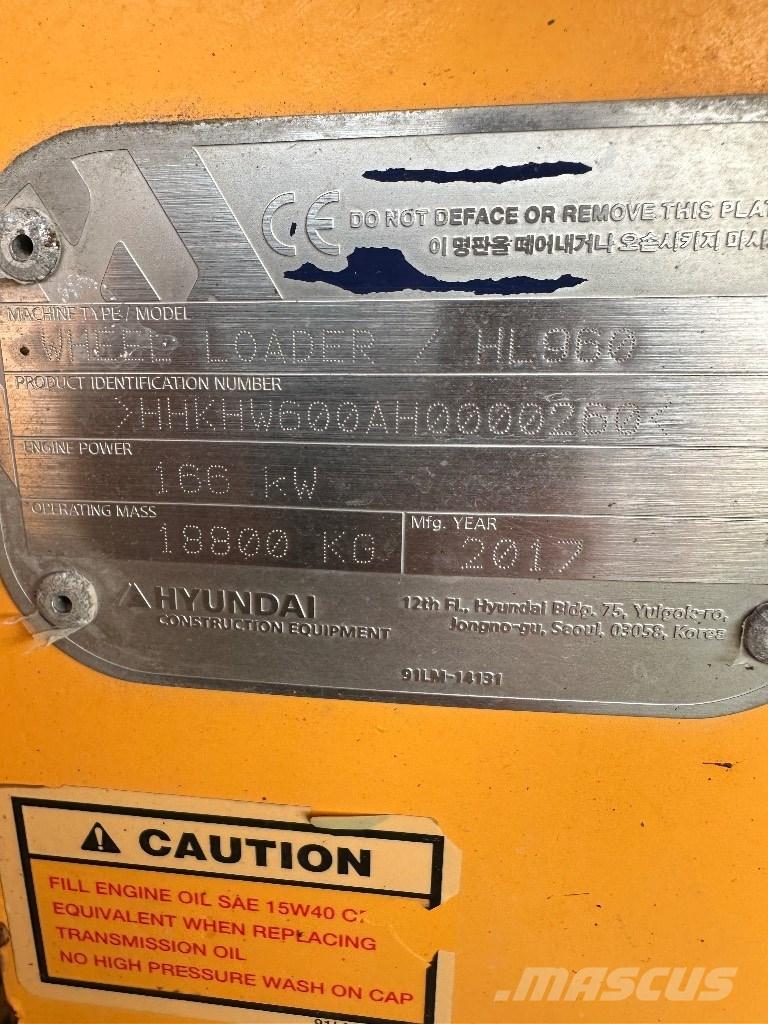 CE DO NOT DEFACE OR REMOVE THIS PLAT
이 명판을 떼어내거나 오손시키지 마시
MACHINE TYPE / MODEL
WHEEL LOADER / HL960
PRODUCT IDENTIFICATION NUMBER
>HHKHW600AH0000260<
ENGINE POWER
166 kW
OPERATING MASS
18800 KG
Mfg. YEAR
2017
HYUNDAI
CONSTRUCTION EQUIPMENT
12th Fl., Hyundai Bldg. 75, Yulgok-ro,
Jongno-gu, Seoul, 03058, Korea
91LM-14131
CAUTION
FILL ENGINE OIL SAE 15W40
EQUIVALENT WHEN REPLACING
TRANSMISSION OIL
NO HIGH PRESSURE WASH ON CAP
MASCUS